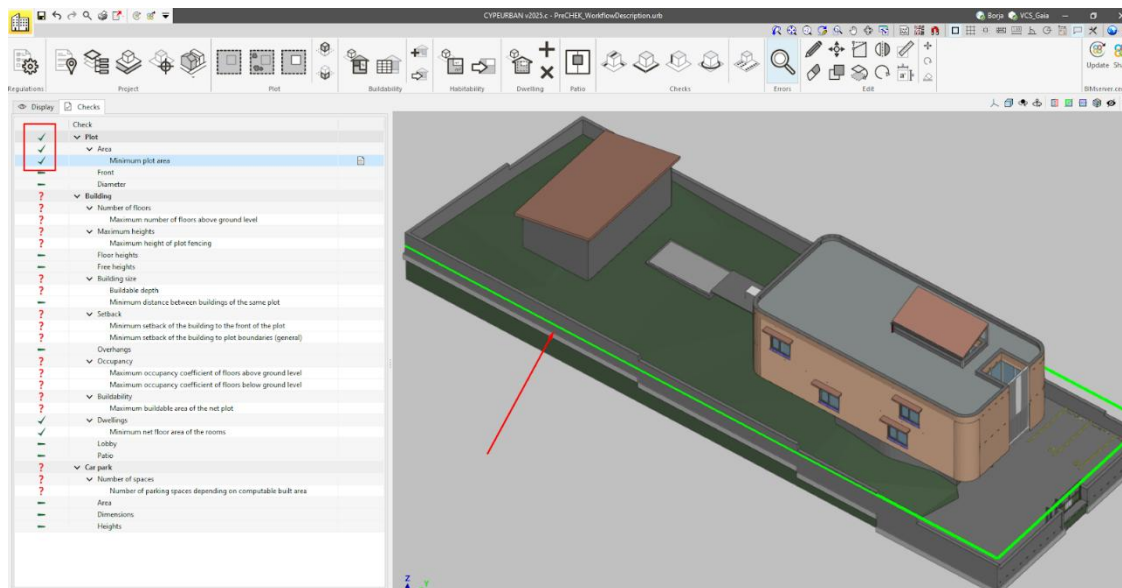 CYPEURBAN v2025.c - PreCHEK_WorkflowDescription.urb
Borja
VCS_Gaia
Update
Regulations
Project
Plot
Buildability
Habitability
Dwelling
Patio
Checks
Errors
Edit
Display
Checks
Check
Plot
Area
Minimum plot area
Front
Diameter
Building
Number of floors
Maximum number of floors above ground level
Maximum heights
Maximum height of plot fencing
Floor heights
Free heights
Building size
Buildable depth
Minimum distance between buildings of the same plot
Setback
Minimum setback of the building to the front of the plot
Minimum setback of the building to plot boundaries (general)
Overhangs
Occupancy
Maximum occupancy coefficient of floors above ground level
Maximum occupancy coefficient of floors below ground level
Buildability
Maximum buildable area of the net plot
Dwellings
Minimum net floor area of the rooms
Lobby
Patio
Car park
Number of spaces
Number of parking spaces depending on computable built area
Area
Dimensions
Heights
Z